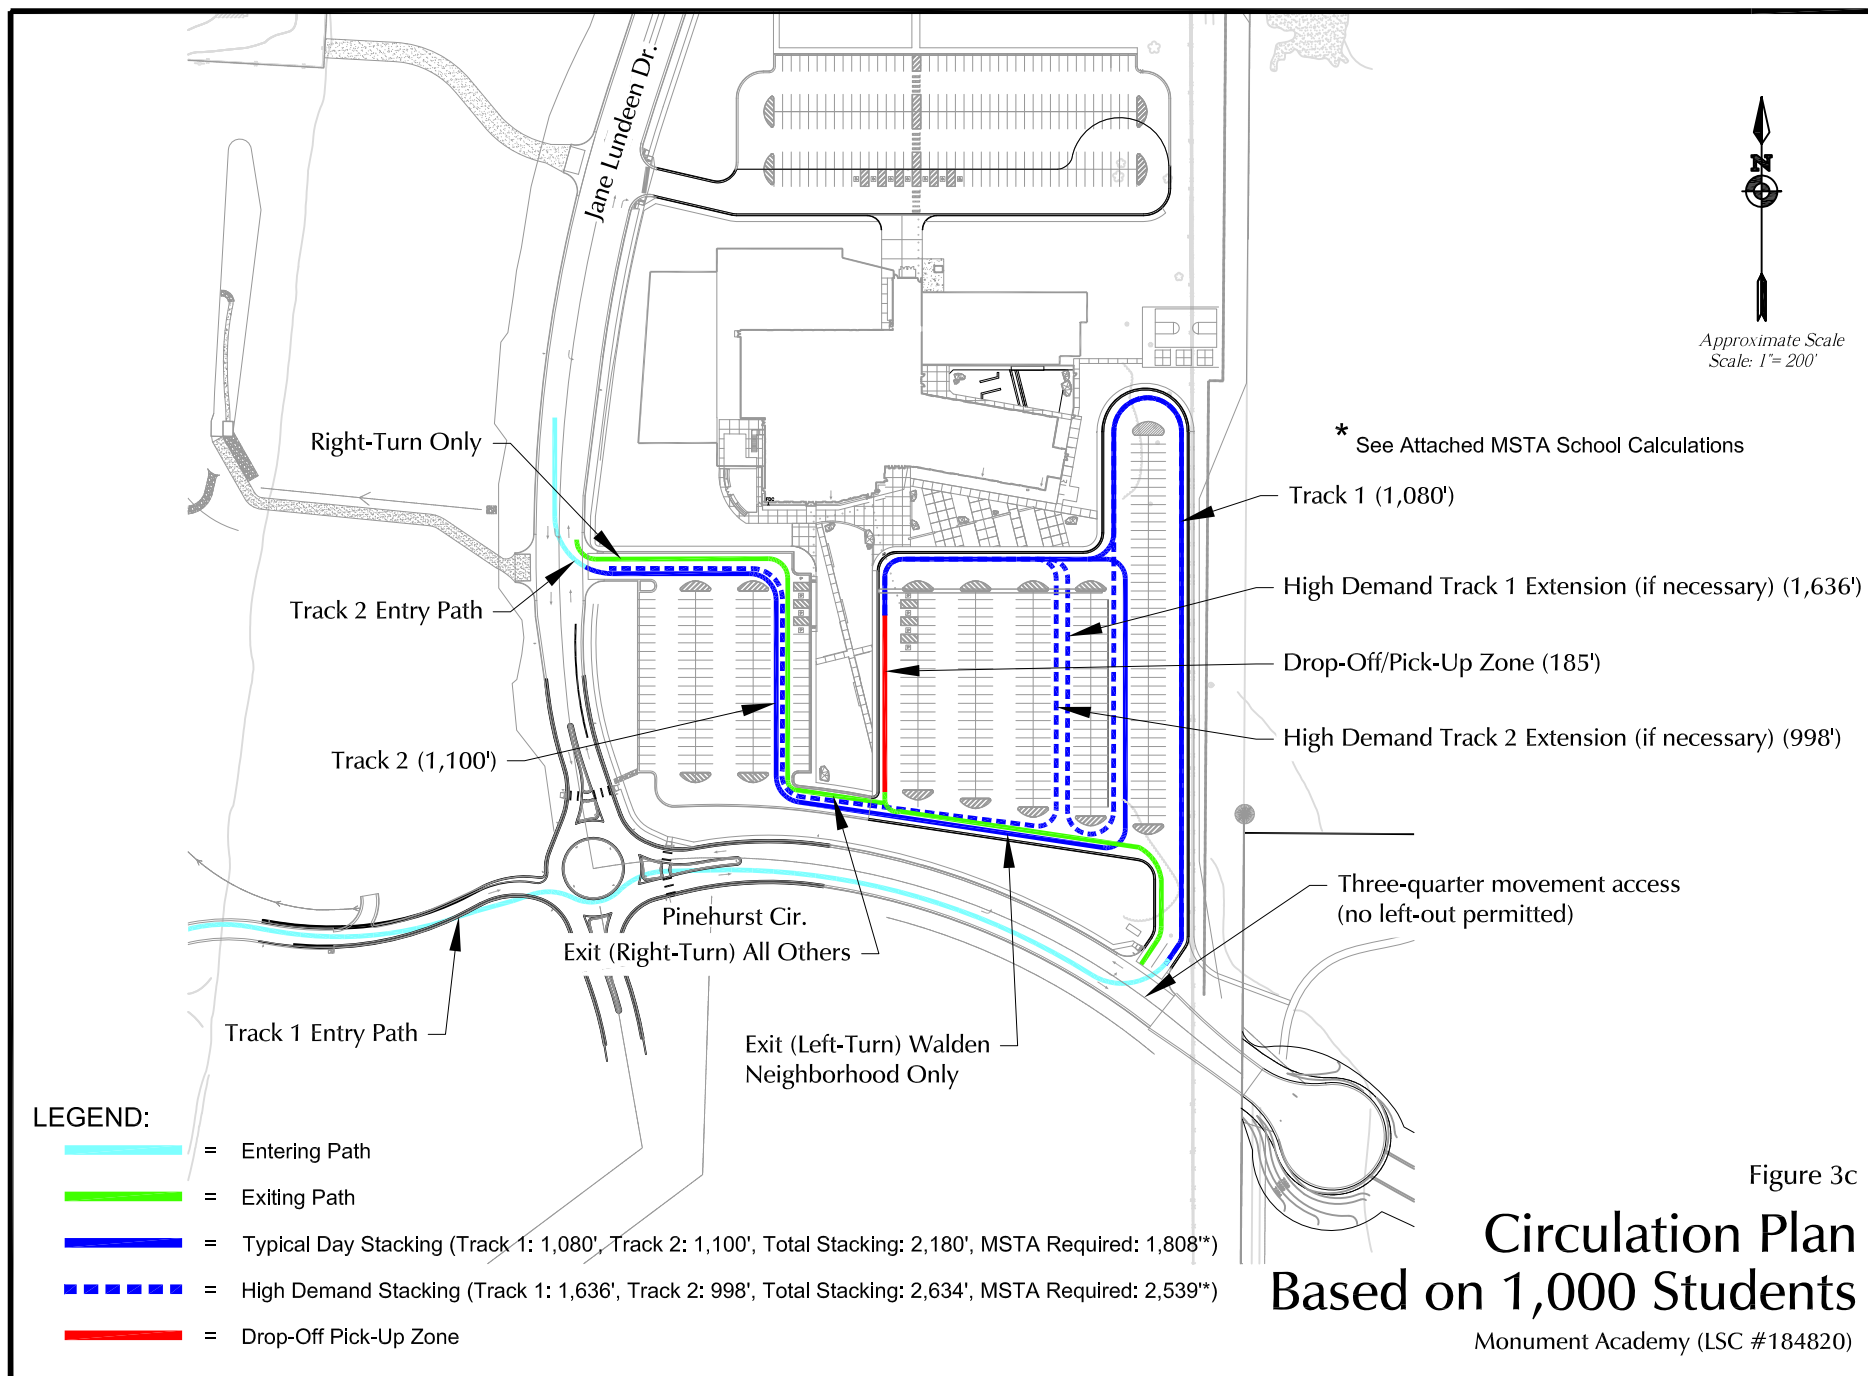 Jane Lundeen Dr.
N
Approximate Scale
Scale: 1"= 200'
Right-Turn Only
* See Attached MSTA School Calculations
Track 1 (1,080')
Track 2 Entry Path
High Demand Track 1 Extension (if necessary) (1,636')
Drop-Off/Pick-Up Zone (185')
High Demand Track 2 Extension (if necessary) (998')
Track 2 (1,100')
Three-quarter movement access
(no left-out permitted)
Pinehurst Cir.
Exit (Right-Turn) All Others
Track 1 Entry Path
Exit (Left-Turn) Walden
Neighborhood Only
LEGEND:
= Entering Path
= Exiting Path
= Typical Day Stacking (Track 1: 1,080', Track 2: 1,100', Total Stacking: 2,180', MSTA Required: 1,808'*)
= High Demand Stacking (Track 1: 1,636', Track 2: 998', Total Stacking: 2,634', MSTA Required: 2,539'*)
= Drop-Off Pick-Up Zone
Figure 3c
Circulation Plan
Based on 1,000 Students
Monument Academy (LSC #184820)